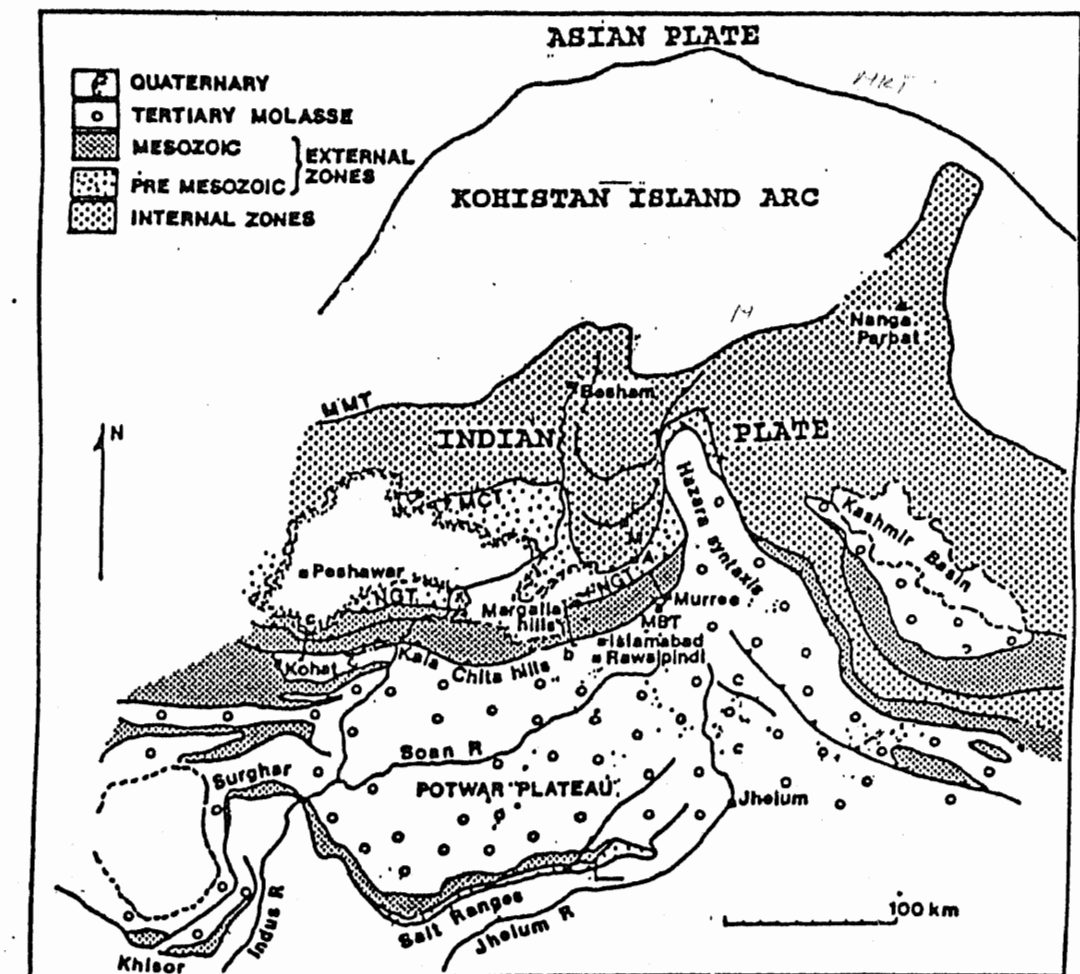 ASIAN PLATE
MKT
QUATERNARY
TERTIARY MOLASSE
MESOZOIC
PRE MESOZOIC
EXTERNAL
ZONES
INTERNAL ZONES
KOHISTAN ISLAND ARC
M
Nanga
Parbat
Besham
MMT
N
INDIAN
PLATE
MCT
Hazara syntaxis
Kashmir Basin
Peshawar
NGT
NGT
A
Margalla
hills
Murree
MBT
Islamabad
Rawalpindi
C
Kohat
Kala Chita hills
b
C
C
Soan R
Surghar
POTWAR "PLATEAU"
Jhelum
Salt Ranges
Jhelum R
Indus R
Khisor
100 km